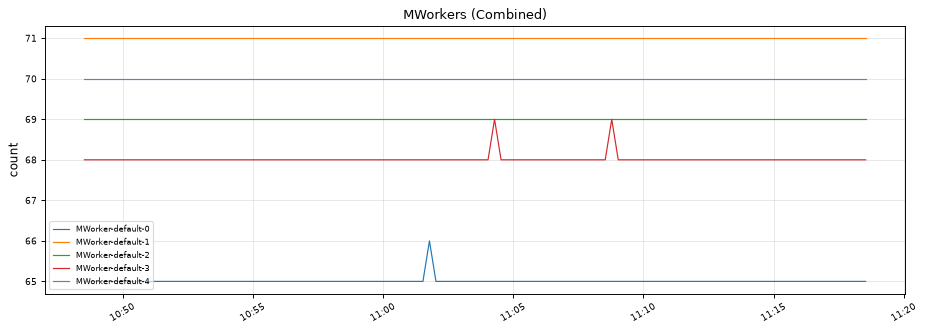 MWorkers (Combined)
count
71
70
69
68
67
66
65
MWorker-default-0
MWorker-default-1
MWorker-default-2
MWorker-default-3
MWorker-default-4
10:50
10:55
11:00
11:05
11:10
11:15
11:20